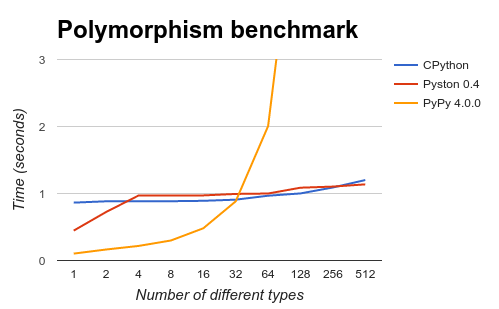 Polymorphism benchmark
3
2
1
0
Time (seconds)
1 2 4 8 16 32 64 128 256 512
Number of different types
CPython
Pyston 0.4
PyPy 4.0.0